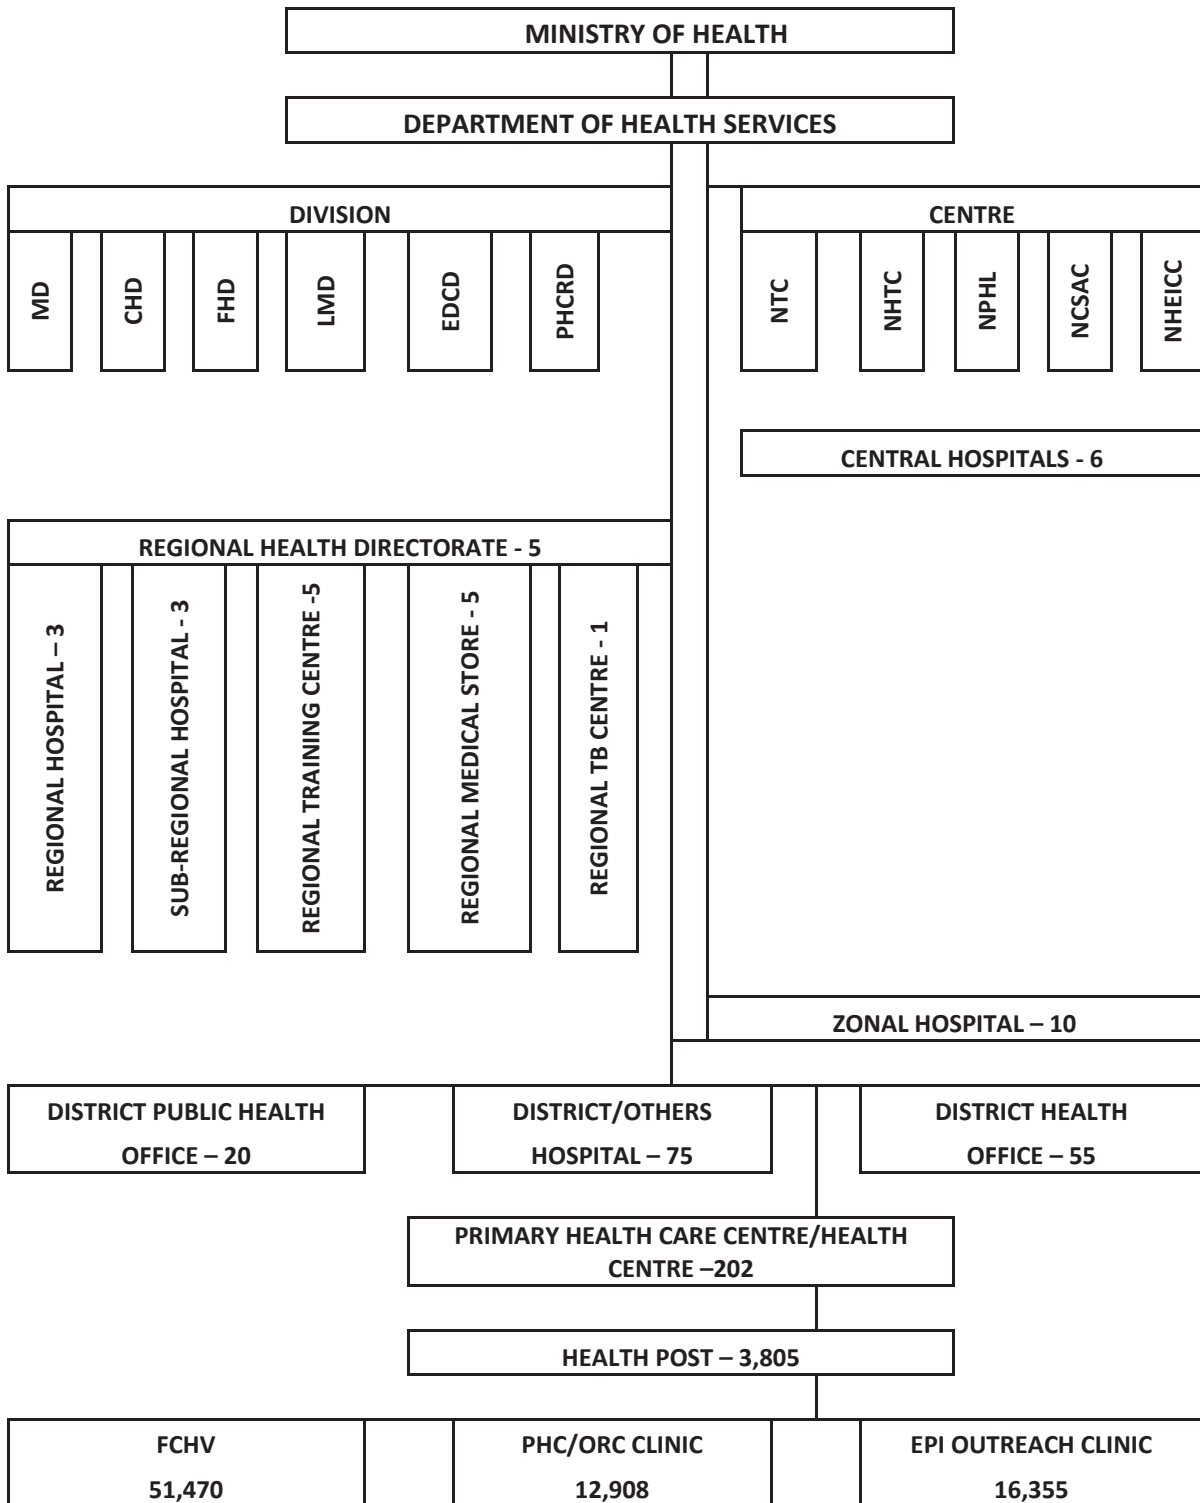 MINISTRY OF HEALTH
DEPARTMENT OF HEALTH SERVICES
DIVISION
CENTRE
MD
CHD
FHD
LMD
EDCD
PHCRD
NTC
NHTC
NPHL
NCSAC
NHEICC
CENTRAL HOSPITALS - 6
REGIONAL HEALTH DIRECTORATE - 5
REGIONAL HOSPITAL – 3
SUB-REGIONAL HOSPITAL - 3
REGIONAL TRAINING CENTRE -5
REGIONAL MEDICAL STORE - 5
REGIONAL TB CENTRE - 1
ZONAL HOSPITAL – 10
DISTRICT PUBLIC HEALTH
OFFICE – 20
DISTRICT/OTHERS
HOSPITAL – 75
DISTRICT HEALTH
OFFICE – 55
PRIMARY HEALTH CARE CENTRE/HEALTH
CENTRE –202
HEALTH POST – 3,805
FCHV
51,470
PHC/ORC CLINIC
12,908
EPI OUTREACH CLINIC
16,355